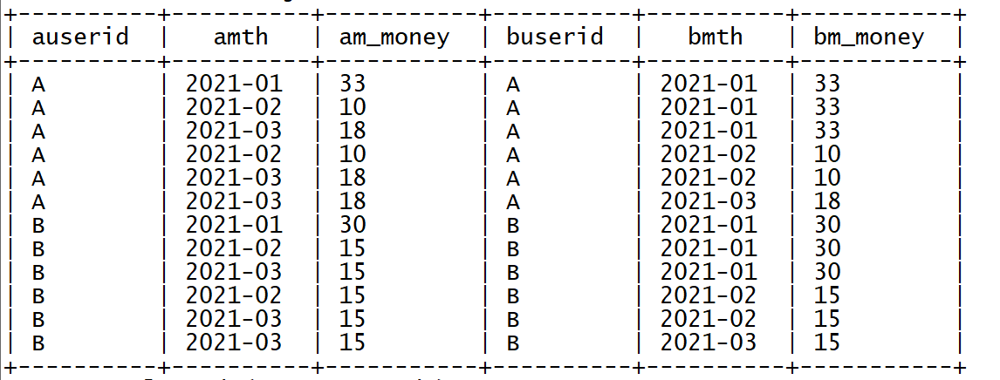 +----------+----------+-----------+----------+----------+-----------+
| auserid | amth | am_money | buserid | bmth | bm_money |
+----------+----------+-----------+----------+----------+-----------+
| A | 2021-01 | 33 | A | 2021-01 | 33 |
| A | 2021-02 | 10 | A | 2021-01 | 33 |
| A | 2021-03 | 18 | A | 2021-01 | 33 |
| A | 2021-02 | 10 | A | 2021-02 | 10 |
| A | 2021-03 | 18 | A | 2021-02 | 10 |
| A | 2021-03 | 18 | A | 2021-03 | 18 |
| B | 2021-01 | 30 | B | 2021-01 | 30 |
| B | 2021-02 | 15 | B | 2021-01 | 30 |
| B | 2021-03 | 15 | B | 2021-01 | 30 |
| B | 2021-02 | 15 | B | 2021-02 | 15 |
| B | 2021-03 | 15 | B | 2021-02 | 15 |
| B | 2021-03 | 15 | B | 2021-03 | 15 |
+----------+----------+-----------+----------+----------+-----------+